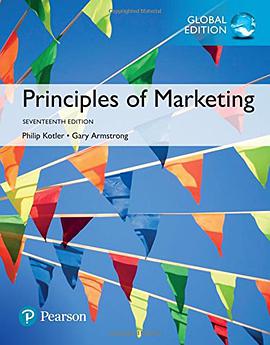 GLOBAL
EDITION
Principles of Marketing
SEVENTEENTH EDITION
Philip Kotler • Gary Armstrong
P Pearson